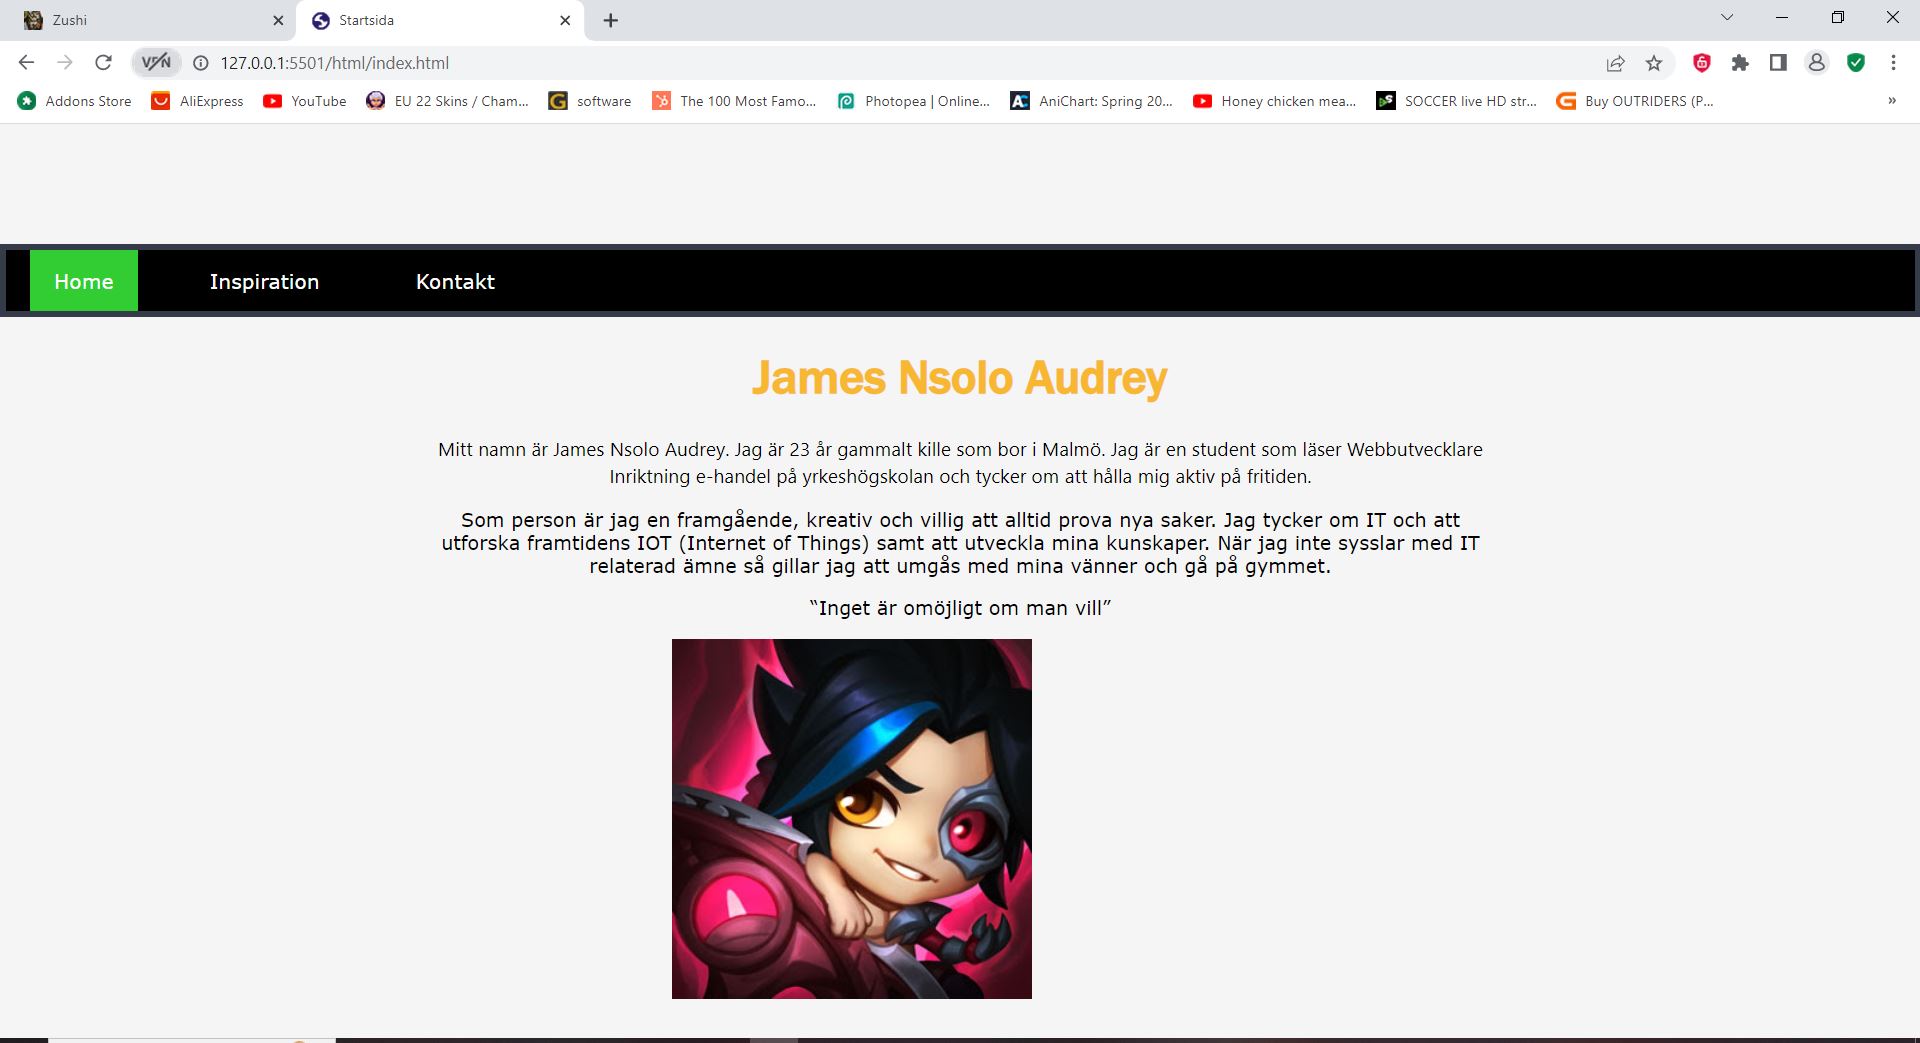 Zushi
Startsida
VPN
127.0.0.1:5501/html/index.html
Addons Store
AliExpress
YouTube
EU 22 Skins / Cham...
software
The 100 Most Famo...
Photopea | Online...
AniChart: Spring 20...
Honey chicken mea...
SOCCER live HD str...
Buy OUTRIDERS (P...
»
Home
Inspiration
Kontakt
James Nsolo Audrey
Mitt namn är James Nsolo Audrey. Jag är 23 år gammalt kille som bor i Malmö. Jag är en student som läser Webbutvecklare
Inriktning e-handel på yrkeshögskolan och tycker om att hålla mig aktiv på fritiden.
Som person är jag en framgående, kreativ och villig att alltid prova nya saker. Jag tycker om IT och att
utforska framtidens IOT (Internet of Things) samt att utveckla mina kunskaper. När jag inte sysslar med IT
relaterad ämne så gillar jag att umgås med mina vänner och gå på gymmet.
“Inget är omöjligt om man vill”